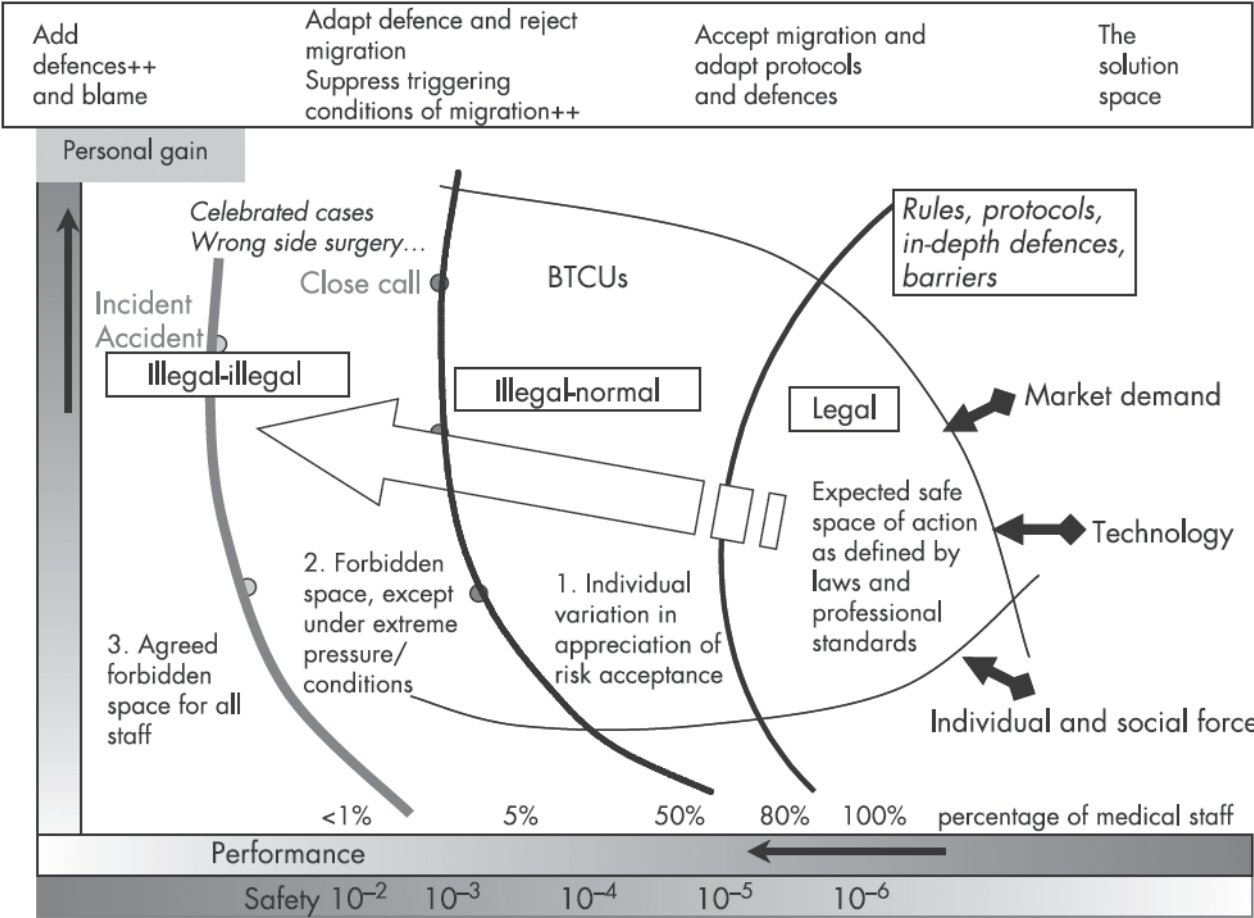 Add
defences++
and blame
Adapt defence and reject
migration
Suppress triggering
conditions of migration++
Accept migration and
adapt protocols
and defences
The
solution
space
Personal gain
Celebrated cases
Wrong side surgery...
Close call
BTCUs
Rules, protocols,
in-depth defences,
barriers
Incident
Accident
Illegal-illegal
Illegal-normal
Legal
Market demand
Expected safe
space of action
as defined by
laws and
professional
standards
Technology
2. Forbidden
space, except
under extreme
pressure/
conditions
1. Individual
variation in
appreciation of
risk acceptance
3. Agreed
forbidden
space for all
staff
Individual and social force
<1% 5% 50% 80% 100% percentage of medical staff
Performance
Safety 10–2 10–3 10–4 10–5 10–6